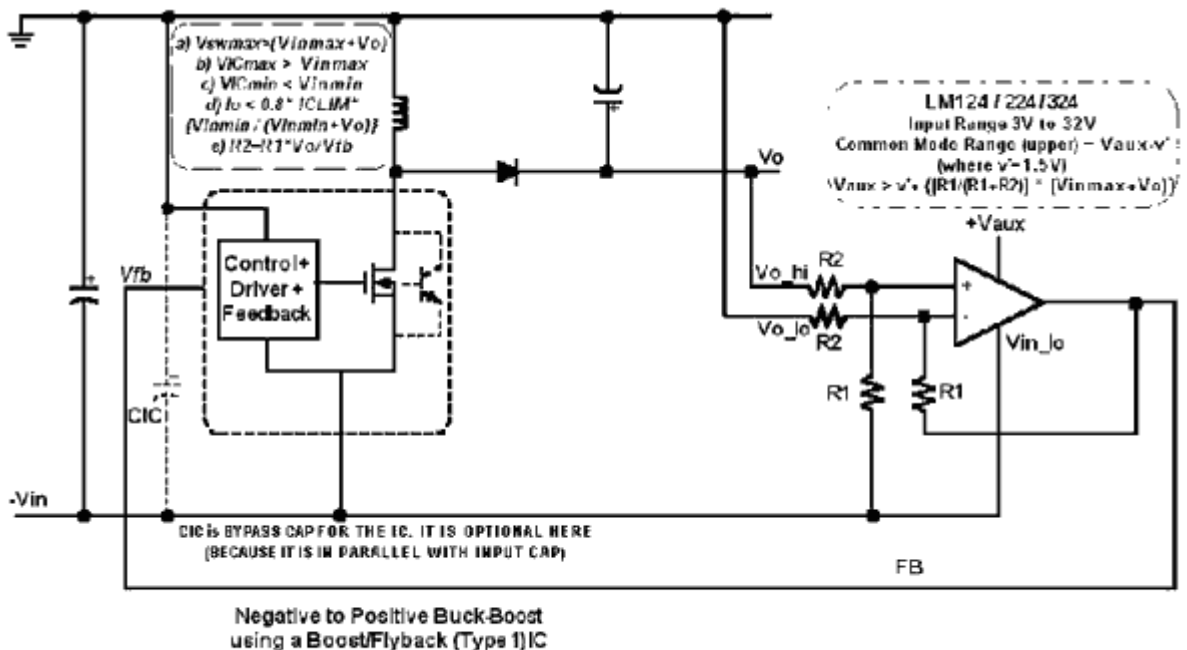 a) Vswmax>(Vinmax+Vo)
b) VICmax > Vinmax
c) VICmin < Vinmin
d) Io < 0.8* ICLIM*
{Vinmin / (Vinmin+Vo)}
e) R2=R1*Vo/Vfb
LM124 / 224 / 324
Input Range 3V to 32V
Common Mode Range (upper) = Vaux-v*
(where v*=1.5V)
Vaux > v*+ {[R1/(R1+R2)] * [Vinmax+Vo]}
Vo
+Vaux
Vfb
Control+
Driver+
Feedback
Vo_hi
R2
+
Vo_lo
R2
-
Vin_lo
+
+
CIC
R1
R1
-Vin
CIC is BYPASS CAP FOR THE IC. IT IS OPTIONAL HERE
(BECAUSE IT IS IN PARALLEL WITH INPUT CAP)
FB
Negative to Positive Buck-Boost
using a Boost/Flyback (Type 1) IC